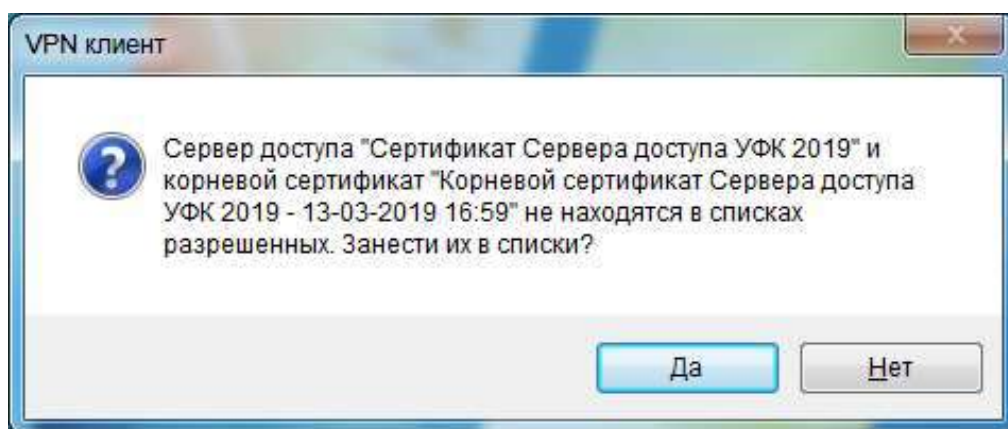 VPN клиент
Сервер доступа "Сертификат Сервера доступа УФК 2019" и
корневой сертификат "Корневой сертификат Сервера доступа
УФК 2019 - 13-03-2019 16:59" не находятся в списках
разрешенных. Занести их в списки?
Да
Нет